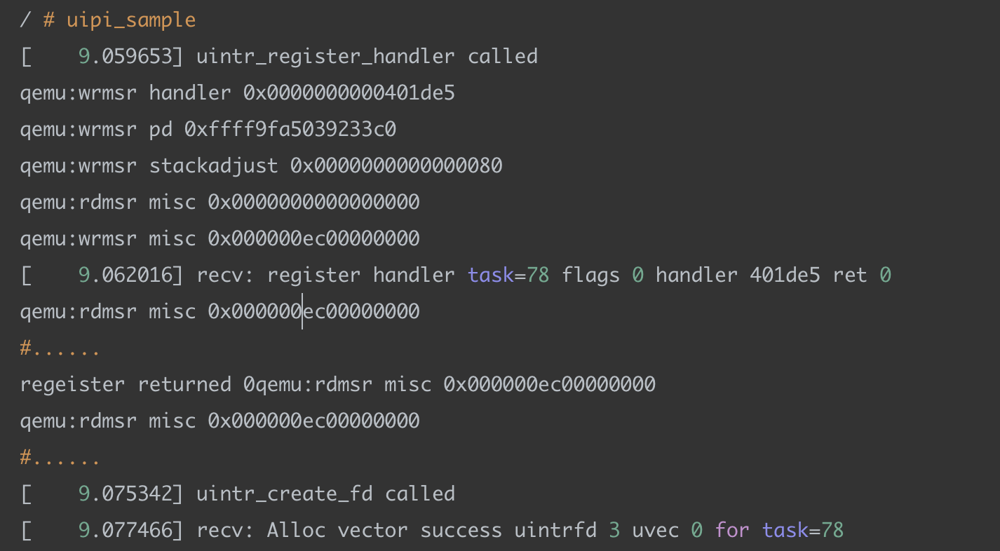 / # uipi_sample
[    9.059653] uintr_register_handler called
qemu:wrmsr handler 0x0000000000401de5
qemu:wrmsr pd 0xffff9fa5039233c0
qemu:wrmsr stackadjust 0x0000000000000080
qemu:rdmsr misc 0x0000000000000000
qemu:wrmsr misc 0x000000ec00000000
[    9.062016] recv: register handler task=78 flags 0 handler 401de5 ret 0
qemu:rdmsr misc 0x000000ec00000000
#......
regeister returned 0qemu:rdmsr misc 0x000000ec00000000
qemu:rdmsr misc 0x000000ec00000000
#......
[    9.075342] uintr_create_fd called
[    9.077466] recv: Alloc vector success uintrfd 3 uvec 0 for task=78